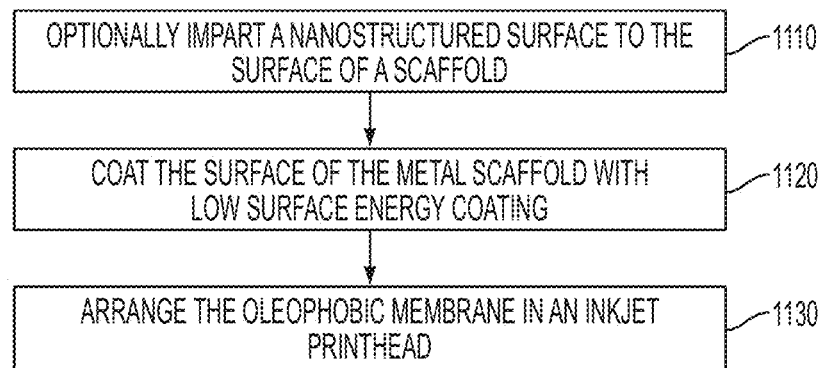 OPTIONALLY IMPART A NANOSTRUCTURED SURFACE TO THE
SURFACE OF A SCAFFOLD
1110
COAT THE SURFACE OF THE METAL SCAFFOLD WITH
LOW SURFACE ENERGY COATING
1120
ARRANGE THE OLEOPHOBIC MEMBRANE IN AN INKJET
PRINTHEAD
1130